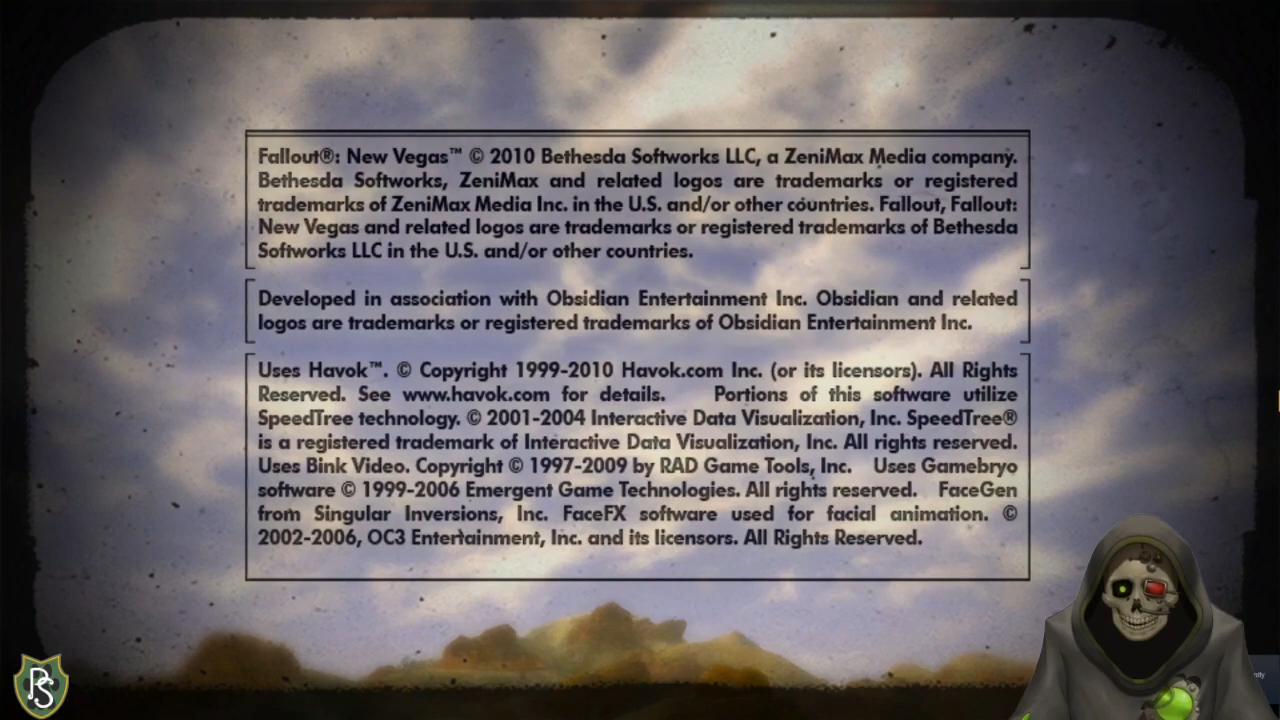 Fallout®: New Vegas™ © 2010 Bethesda Softworks LLC, a ZeniMax Media company.
Bethesda Softworks, ZeniMax and related logos are trademarks or registered
trademarks of ZeniMax Media Inc. in the U.S. and/or other countries. Fallout, Fallout:
New Vegas and related logos are trademarks or registered trademarks of Bethesda
Softworks LLC in the U.S. and/or other countries.
Developed in association with Obsidian Entertainment Inc. Obsidian and related
logos are trademarks or registered trademarks of Obsidian Entertainment Inc.
Uses Havok™. © Copyright 1999-2010 Havok.com Inc. (or its licensors). All Rights
Reserved. See www.havok.com for details. Portions of this software utilize
SpeedTree technology. © 2001-2004 Interactive Data Visualization, Inc. SpeedTree®
is a registered trademark of Interactive Data Visualization, Inc. All rights reserved.
Uses Bink Video. Copyright © 1997-2009 by RAD Game Tools, Inc. Uses Gamebryo
software © 1999-2006 Emergent Game Technologies. All rights reserved. FaceGen
from Singular Inversions, Inc. FaceFX software used for facial animation. ©
2002-2006, OC3 Entertainment, Inc. and its licensors. All Rights Reserved.
PS